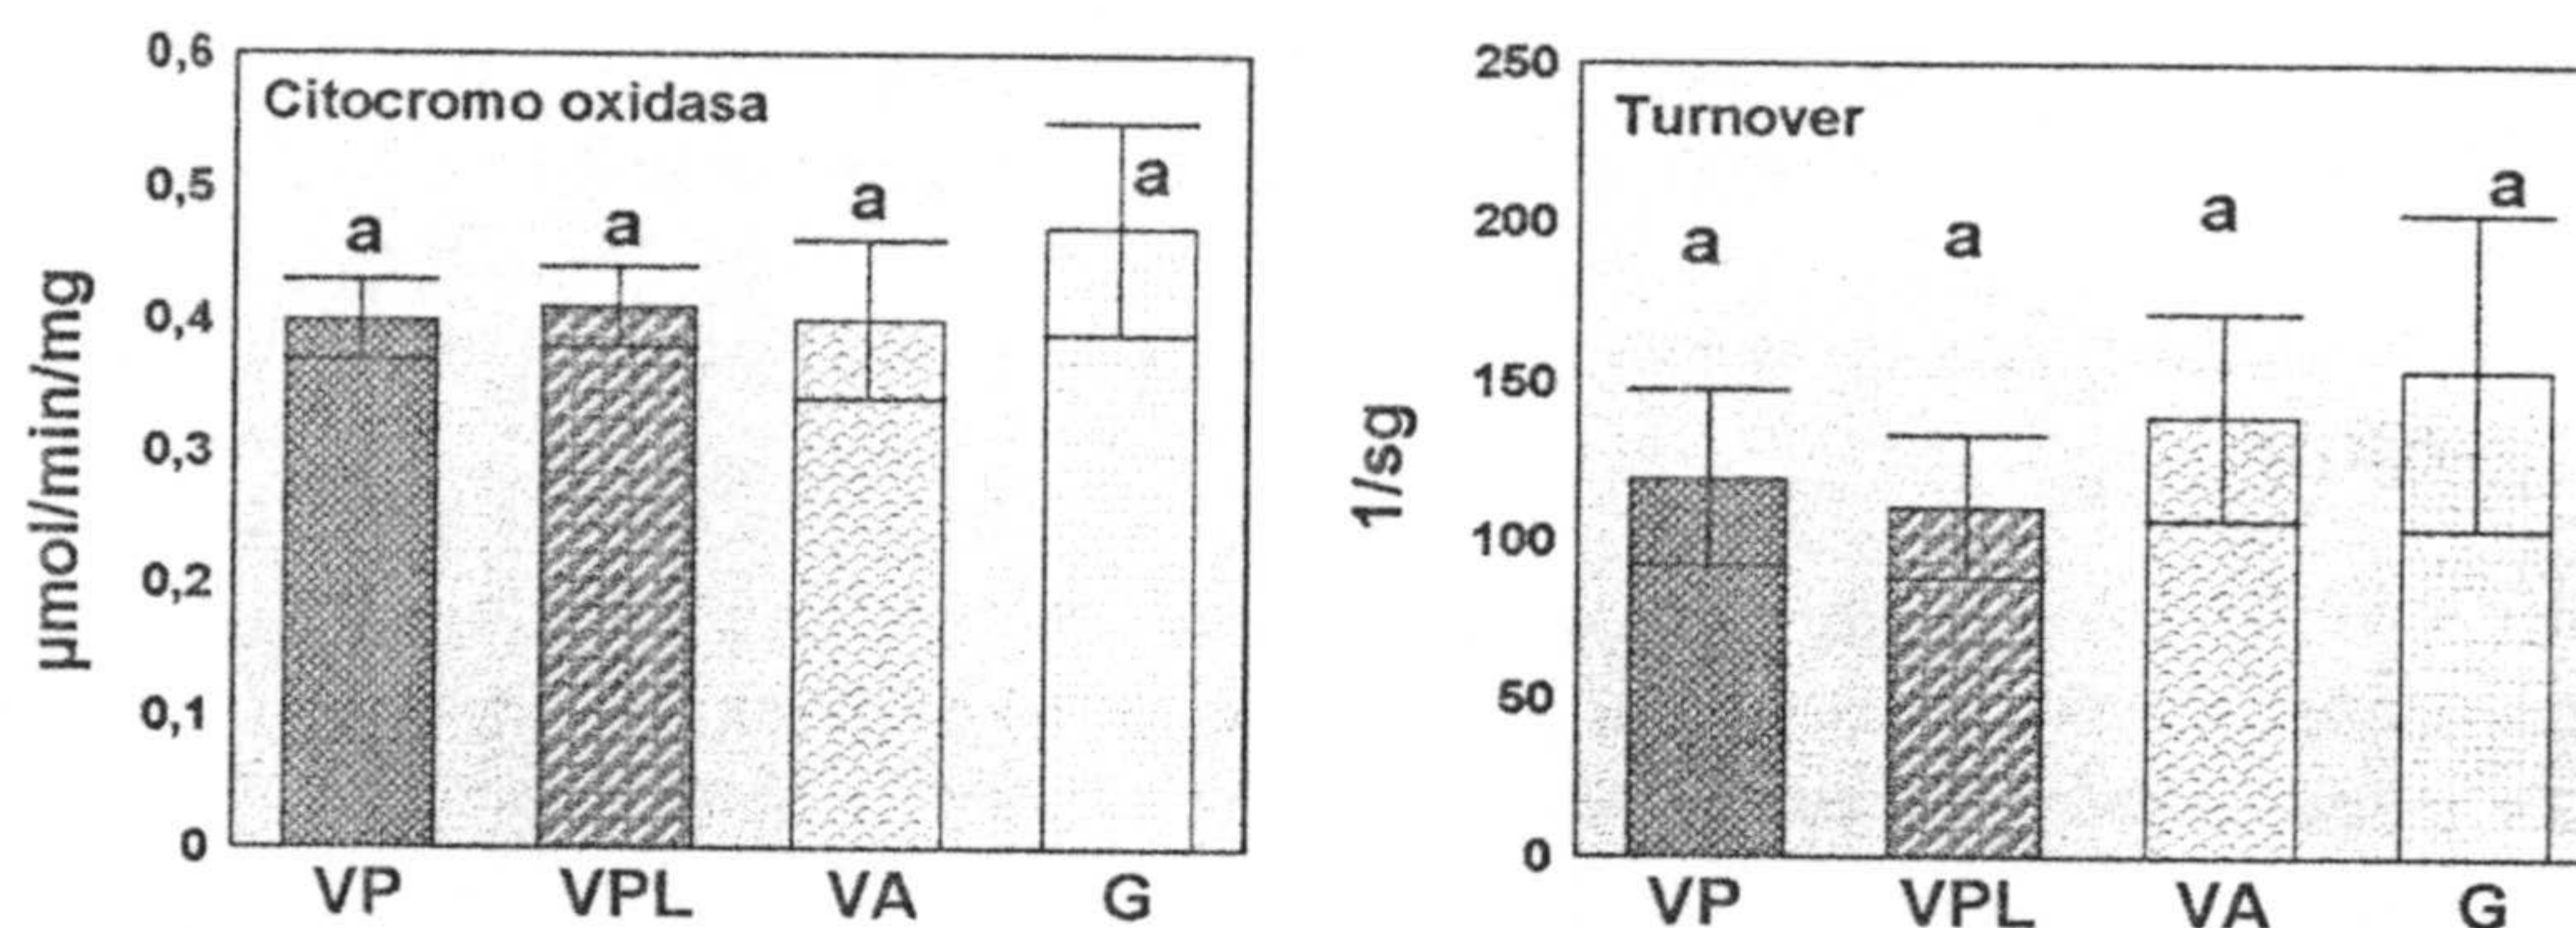 Citocromo oxidasa
µmol/min/mg
0,6
0,5
0,4
0,3
0,2
0,1
0
a
a
a
a
VP
VPL
VA
G
Turnover
1/sg
250
200
150
100
50
0
a
a
a
a
VP
VPL
VA
G